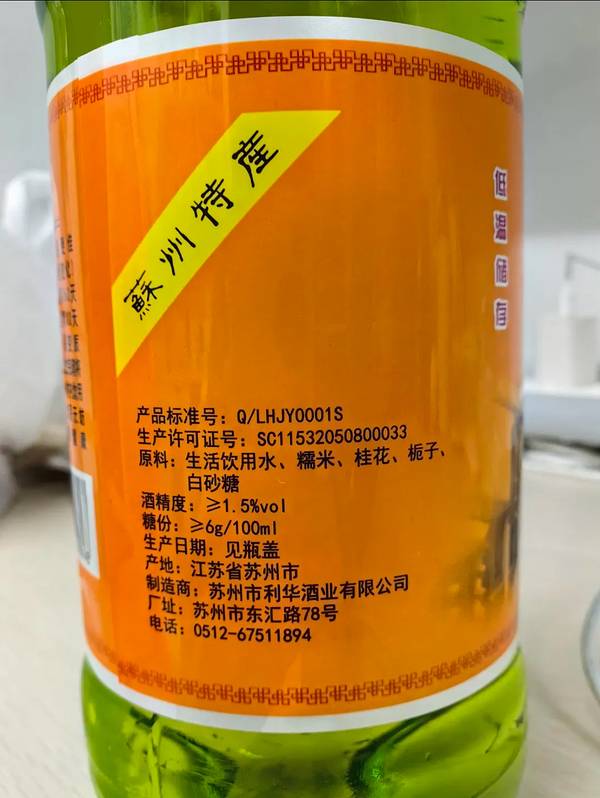 蘇州特産
低温储存
产品标准号：Q/LHJY0001S
生产许可证号：SC11532050800033
原料：生活饮用水、糯米、桂花、栀子、
白砂糖
酒精度：≥1.5%vol
糖份：≥6g/100ml
生产日期：见瓶盖
产地：江苏省苏州市
制造商：苏州市利华酒业有限公司
厂址：苏州市东汇路78号
电话：0512-67511894